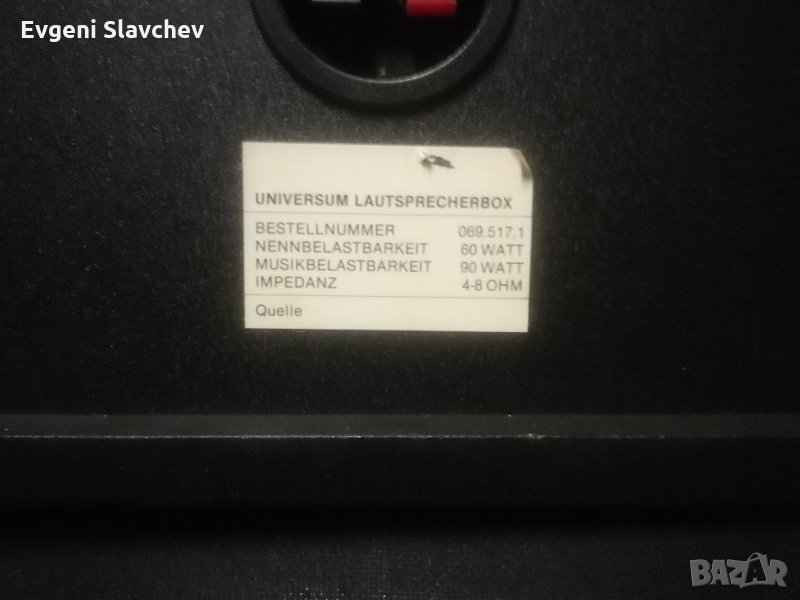 Evgeni Slavchev
UNIVERSUM LAUTSPRECHERBOX
BESTELLNUMMER 069.517.1
NENNBELASTBARKEIT 60 WATT
MUSIKBELASTBARKEIT 90 WATT
IMPEDANZ 4-8 OHM
Quelle
BAZAR